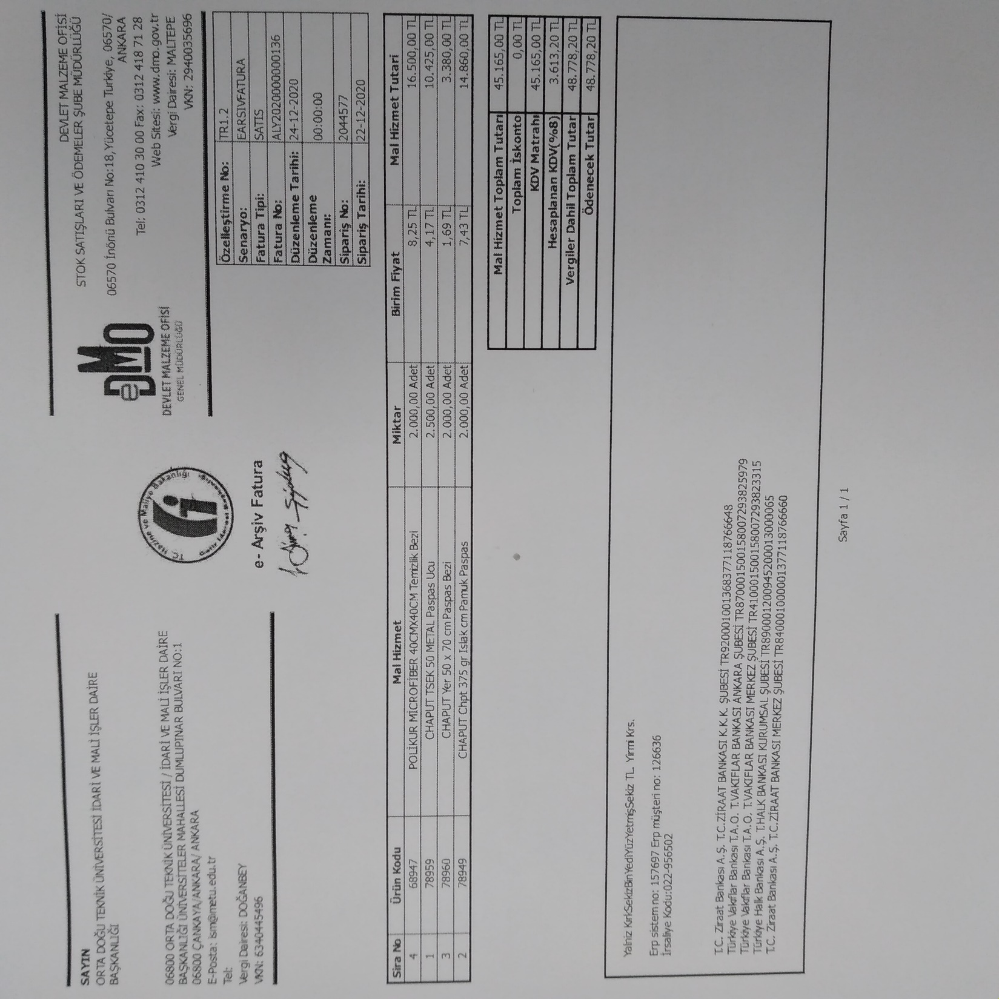 SAYIN
ORTA DOĞU TEKNİK ÜNİVERSİTESİ İDARİ VE MALİ İŞLER DAİRE
BAŞKANLIĞI
06800 ORTA DOĞU TEKNİK ÜNİVERSİTESİ / İDARİ VE MALİ İŞLER DAİRE
BAŞKANLIĞI ÜNİVERSİTELER MAHALLESİ DUMLUPINAR BULVARI NO:1
06800 ÇANKAYA/ANKARA/ ANKARA
E-Posta: ism@metu.edu.tr
Tel:
Vergi Dairesi: DOĞANBEY
VKN: 6340445496
T.C. Hazine ve Maliye Bakanlığı
e- Arşiv Fatura
eDMO
DEVLET MALZEME OFİSİ
GENEL MÜDÜRLÜĞÜ
DEVLET MALZEME OFİSİ
STOK SATIŞLARI VE ÖDEMELER ŞUBE MÜDÜRLÜĞÜ
06570 İnönü Bulvarı No:18,Yücetepe Turkiye, 06570/
ANKARA
Tel: 0312 410 30 00 Fax: 0312 418 71 28
Web Sitesi: www.dmo.gov.tr
Vergi Dairesi: MALTEPE
VKN: 2940035696
Özelleştirme No: TR1.2
Senaryo: EARSIVFATURA
Fatura Tipi: SATIS
Fatura No: ALY2020000000136
Düzenleme Tarihi: 24-12-2020
Düzenleme
Zamanı: 00:00:00
Sipariş No: 2044577
Sipariş Tarihi: 22-12-2020
Sıra No Ürün Kodu Mal Hizmet Miktar Birim Fiyat Mal Hizmet Tutari
4 68947 POLİKUR MİCROFİBER 40CMX40CM Temizlik Bezi 2.000,00 Adet 8,25 TL 16.500,00 TL
1 78959 CHAPUT TSEK 50 METAL Paspas Ucu 2.500,00 Adet 4,17 TL 10.425,00 TL
3 78960 CHAPUT Yer 50 x 70 cm Paspas Bezi 2.000,00 Adet 1,69 TL 3.380,00 TL
2 78949 CHAPUT Chpt 375 gr Islak cm Pamuk Paspas 2.000,00 Adet 7,43 TL 14.860,00 TL
Mal Hizmet Toplam Tutarı 45.165,00 TL
Toplam İskonto 0,00 TL
KDV Matrahı 45.165,00 TL
Hesaplanan KDV(%8) 3.613,20 TL
Vergiler Dahil Toplam Tutar 48.778,20 TL
Ödenecek Tutar 48.778,20 TL
Yalnız KırkSekizBinYediYüzYetmişSekiz TL. Yirmi Krs.
Erp sistem no: 157697 Erp müşteri no: 126636
İrsaliye Kodu:022-956502
T.C. Ziraat Bankası A.Ş. T.C.ZİRAAT BANKASI K.K.K. ŞUBESİ TR920001001368377118766648
Türkiye Vakıflar Bankası T.A.O. T.VAKIFLAR BANKASI ANKARA ŞUBESİ TR870001500158007293825979
Türkiye Vakıflar Bankası T.A.O. T.VAKIFLAR BANKASI MERKEZ ŞUBESİ TR410001500158007293823315
Türkiye Halk Bankası A.Ş. T.HALK BANKASI KURUMSAL ŞUBESİ TR890001200945200013000065
T.C. Ziraat Bankası A.Ş. T.C.ZİRAAT BANKASI MERKEZ ŞUBESİ TR840001000001377118766660
Sayfa 1 / 1